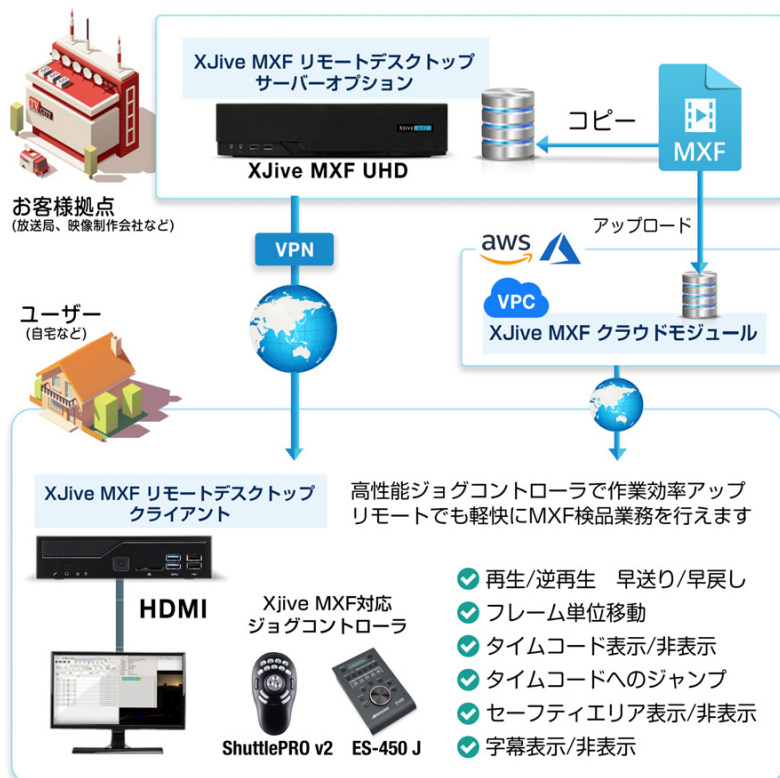 XJive MXF リモートデスクトップ
サーバーオプション
XJive MXF
XJive MXF UHD
コピー
MXF
お客様拠点
(放送局、映像制作会社など)
VPN
アップロード
aws
VPC
XJive MXF クラウドモジュール
ユーザー
(自宅など)
XJive MXF リモートデスクトップ
クライアント
高性能ジョグコントローラで作業効率アップ
リモートでも軽快にMXF検品業務を行えます
HDMI
Xjive MXF対応
ジョグコントローラ
ShuttlePRO v2
ES-450 J
再生/逆再生　早送り/早戻し
フレーム単位移動
タイムコード表示/非表示
タイムコードへのジャンプ
セーフティエリア表示/非表示
字幕表示/非表示